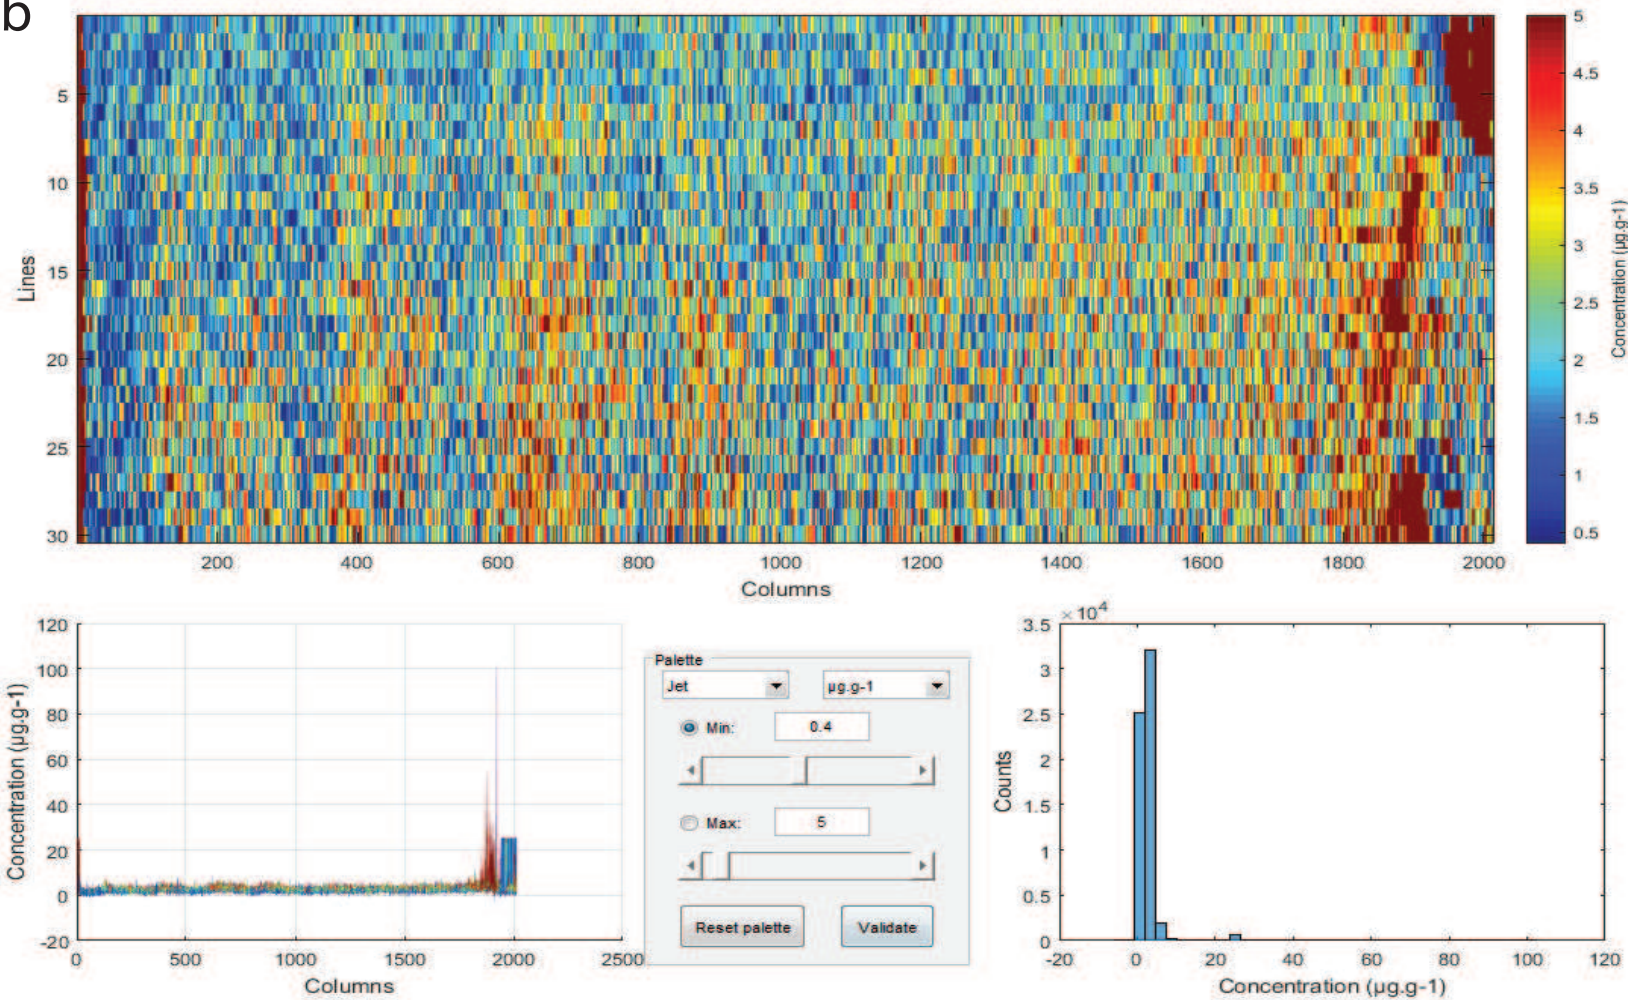 b
5
10
15
20
25
30
Lines
200 400 600 800 1000 1200 1400 1600 1800 2000
Columns
5
4.5
4
3.5
3
2.5
2
1.5
1
0.5
Concentration (µg.g-1)
120
100
80
60
40
20
0
-20
Concentration (µg.g-1)
0 500 1000 1500 2000 2500
Columns
Palette
Jet µg.g-1
Min: 0.4
Max: 5
Reset palette Validate
×10⁴
3.5
3
2.5
2
1.5
1
0.5
0
Counts
-20 0 20 40 60 80 100 120
Concentration (µg.g-1)